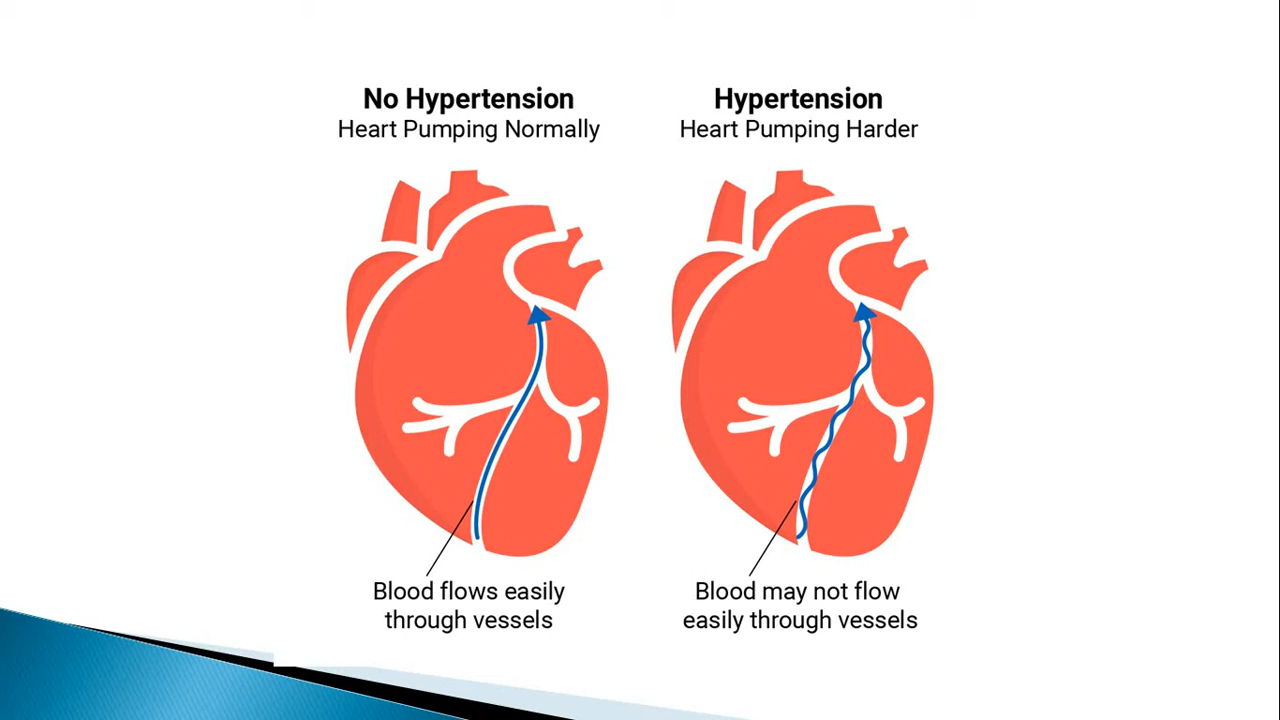 No Hypertension
Heart Pumping Normally
Blood flows easily
through vessels
Hypertension
Heart Pumping Harder
Blood may not flow
easily through vessels